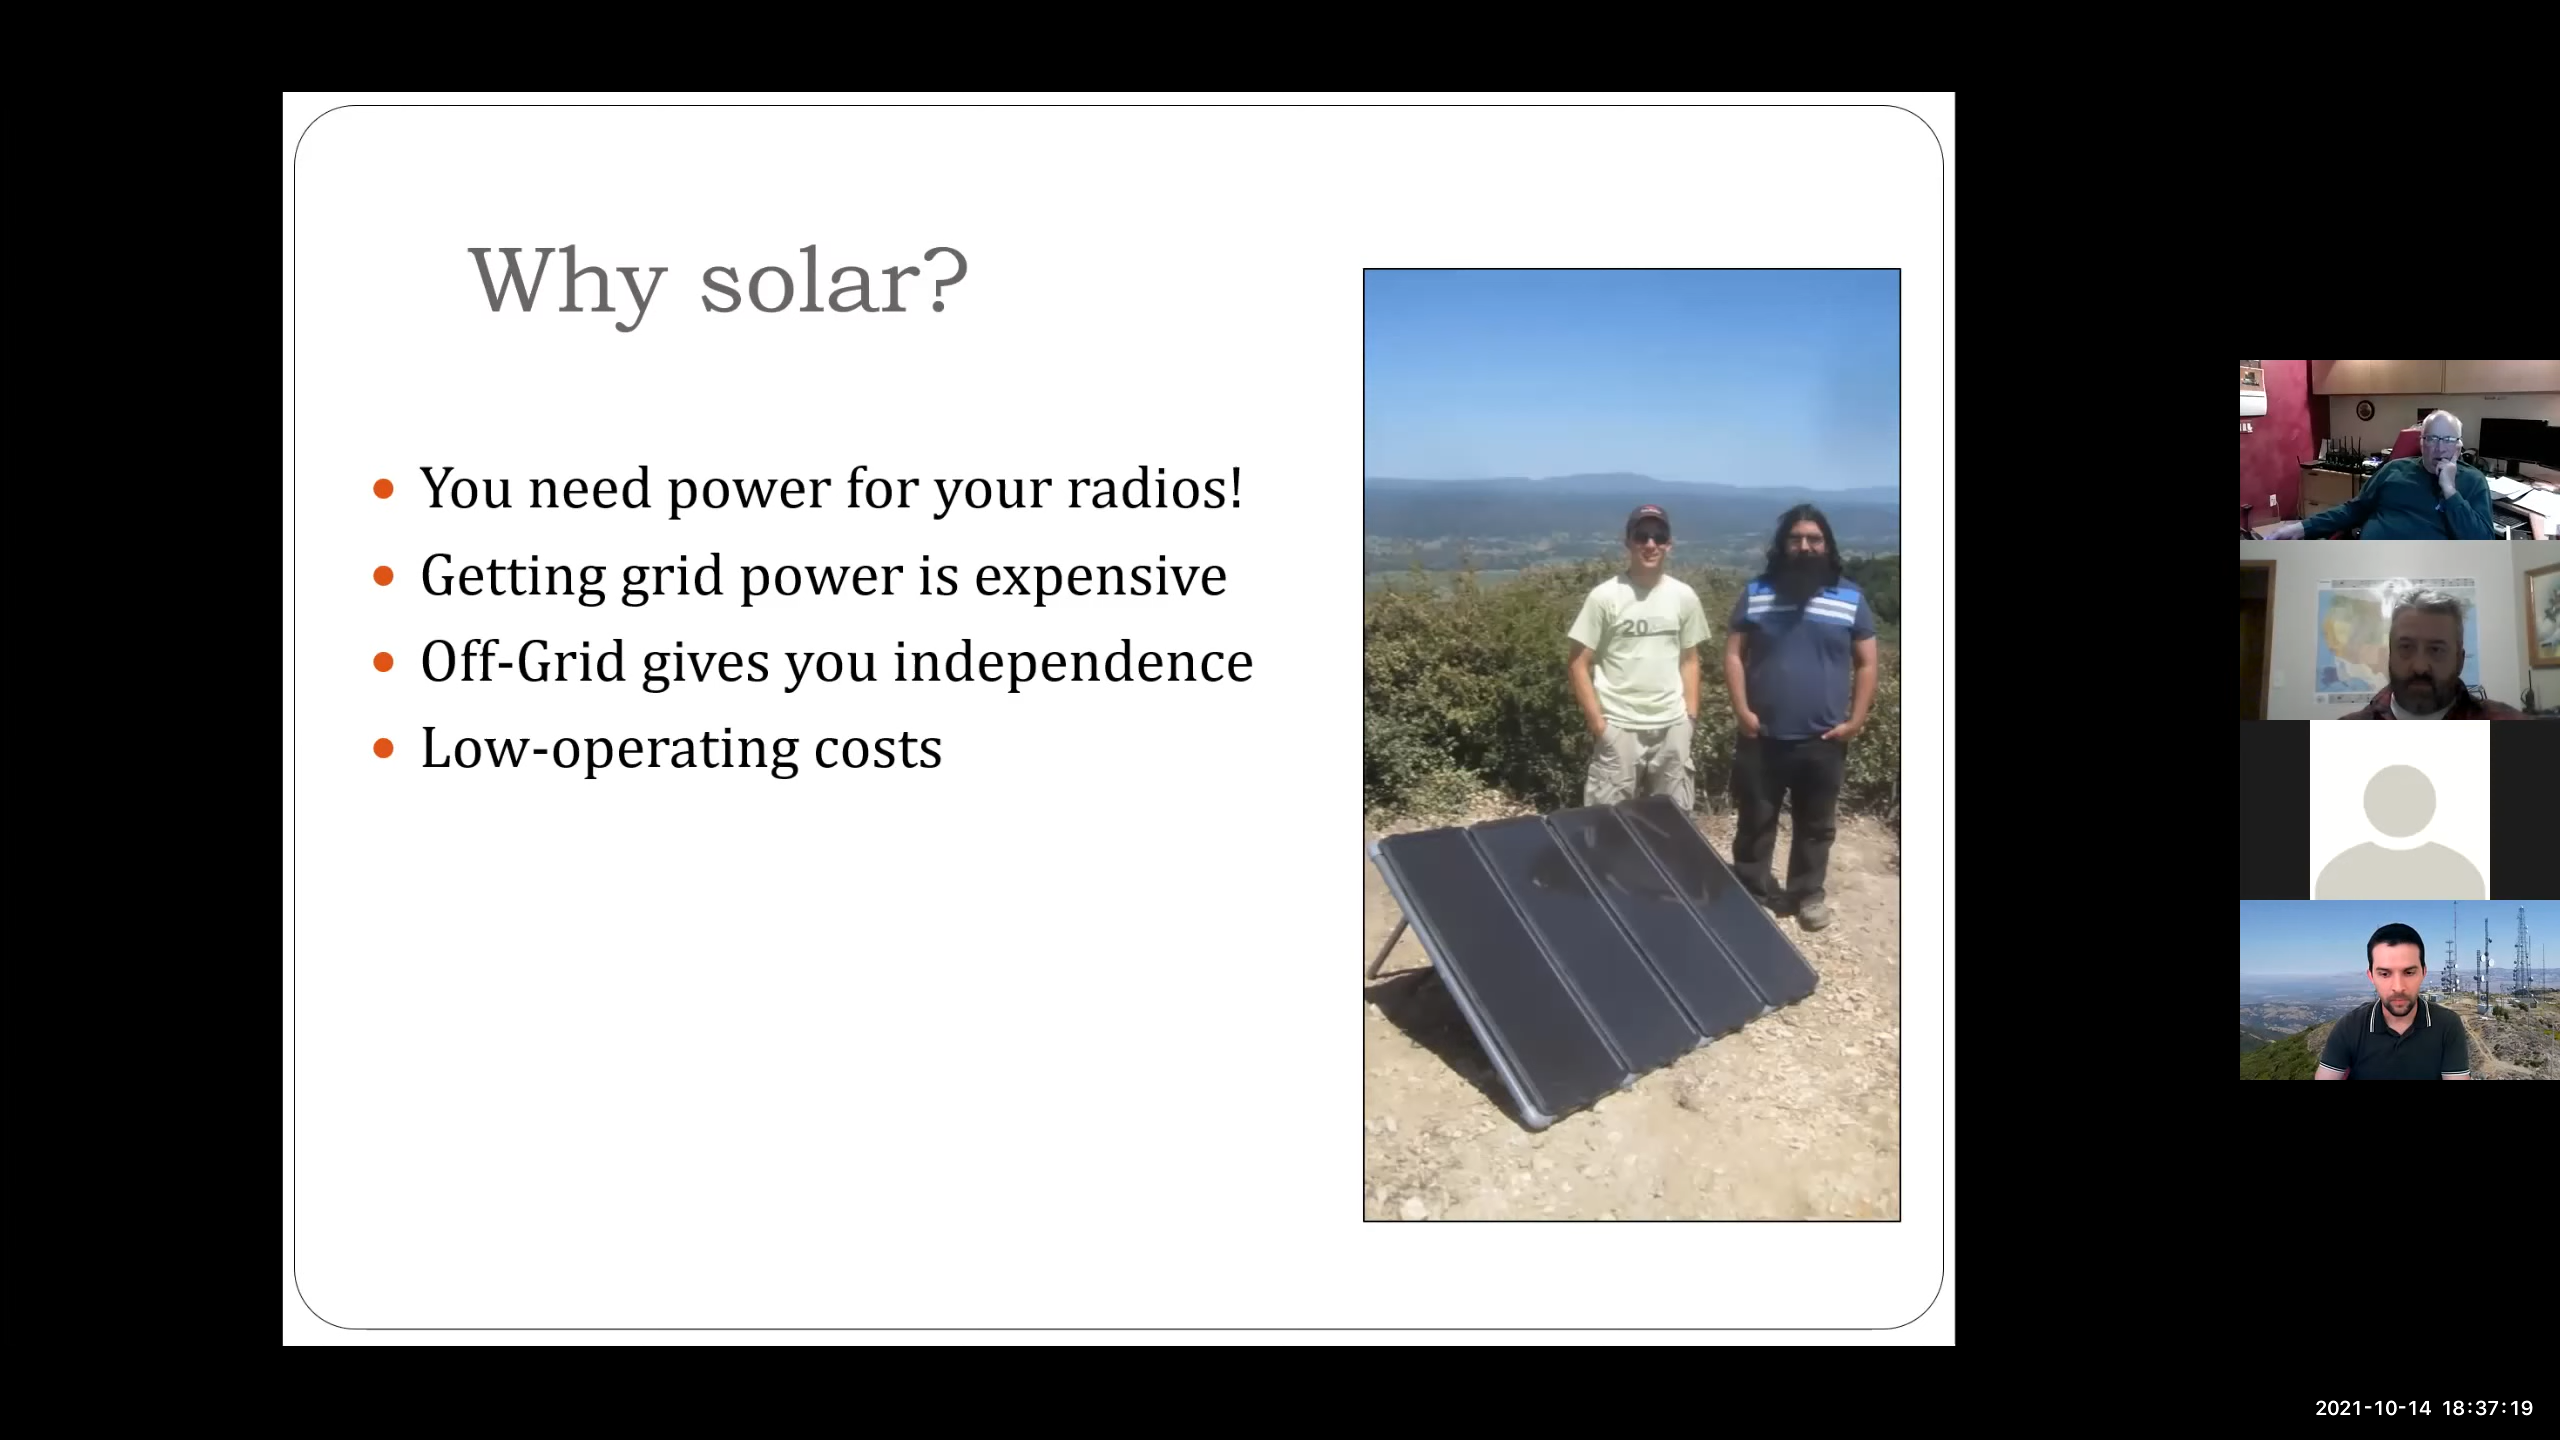 Why solar?
You need power for your radios!
Getting grid power is expensive
Off-Grid gives you independence
Low-operating costs
20
2021-10-14 18:37:19